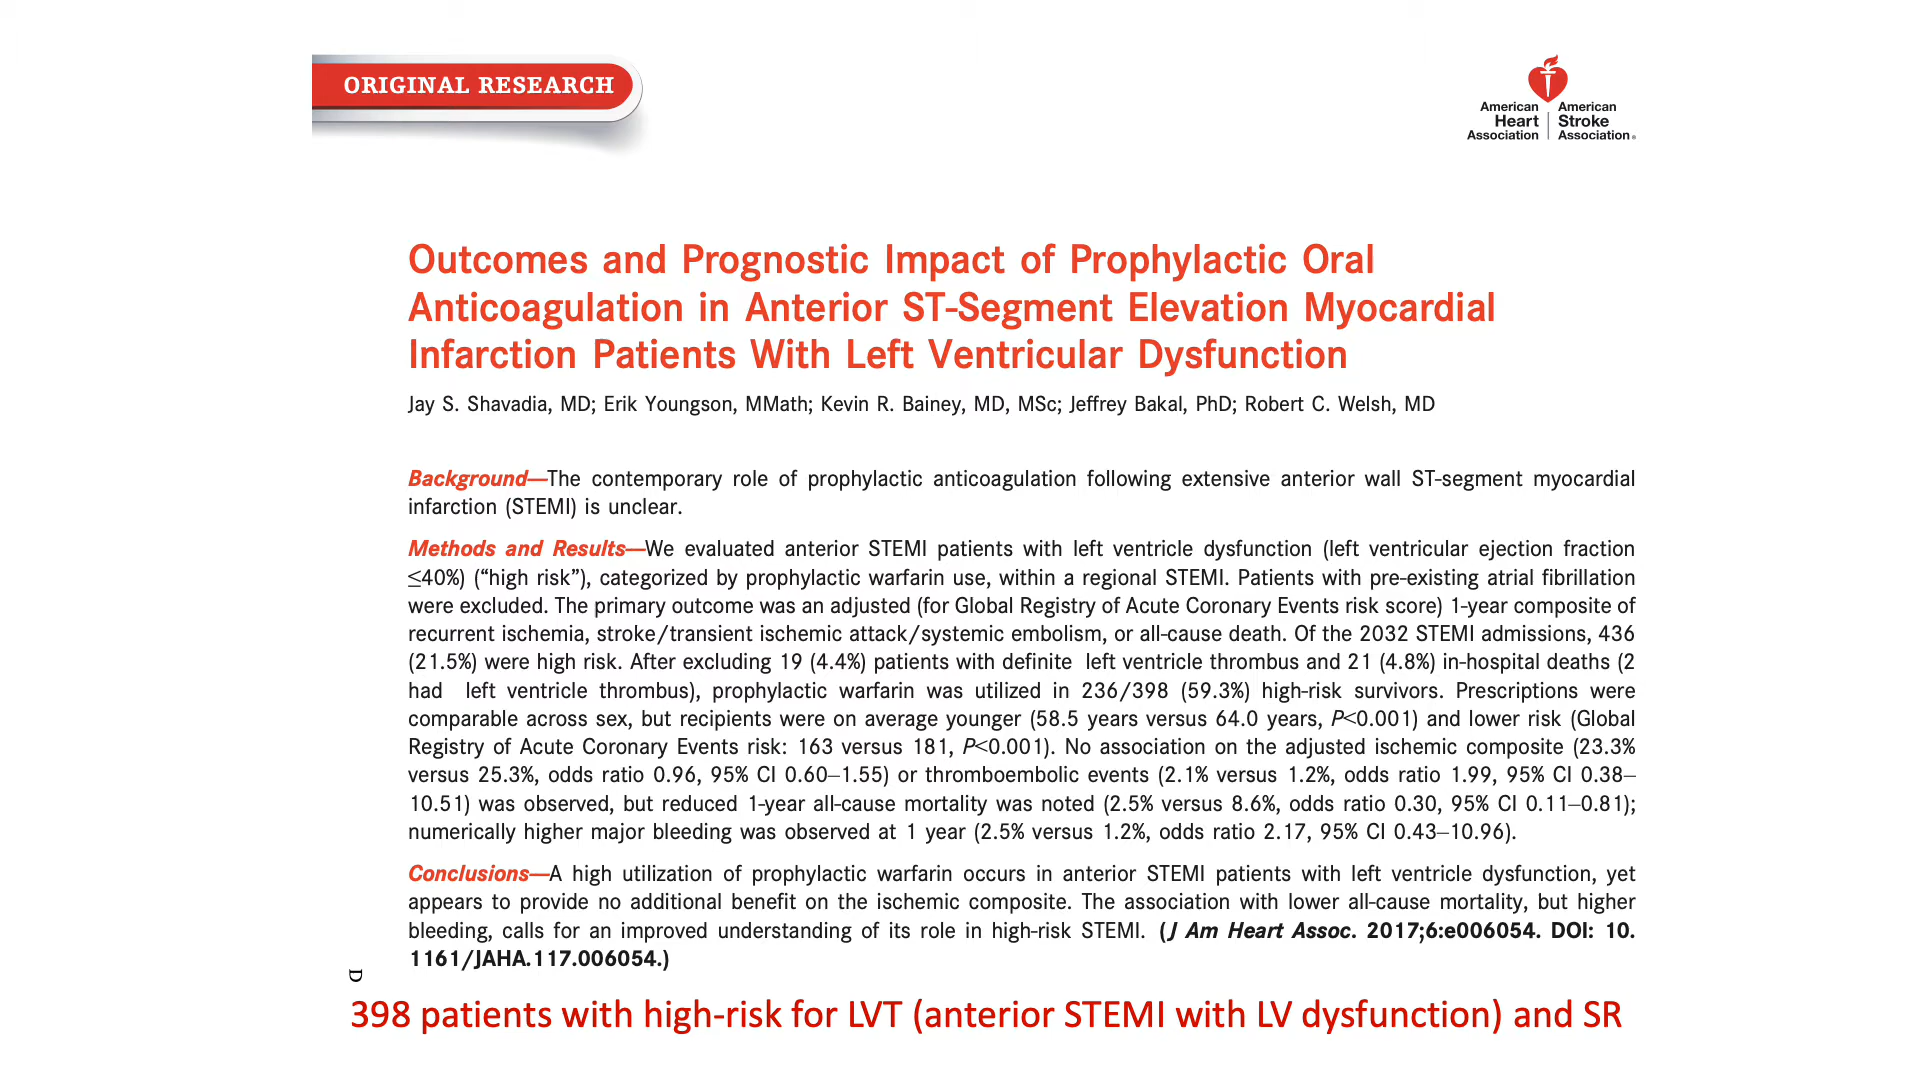 ORIGINAL RESEARCH
American Heart Association
American Stroke Association®
Outcomes and Prognostic Impact of Prophylactic Oral
Anticoagulation in Anterior ST-Segment Elevation Myocardial
Infarction Patients With Left Ventricular Dysfunction
Jay S. Shavadia, MD; Erik Youngson, MMath; Kevin R. Bainey, MD, MSc; Jeffrey Bakal, PhD; Robert C. Welsh, MD
Background—The contemporary role of prophylactic anticoagulation following extensive anterior wall ST-segment myocardial
infarction (STEMI) is unclear.
Methods and Results—We evaluated anterior STEMI patients with left ventricle dysfunction (left ventricular ejection fraction
≤40%) (“high risk”), categorized by prophylactic warfarin use, within a regional STEMI. Patients with pre-existing atrial fibrillation
were excluded. The primary outcome was an adjusted (for Global Registry of Acute Coronary Events risk score) 1-year composite of
recurrent ischemia, stroke/transient ischemic attack/systemic embolism, or all-cause death. Of the 2032 STEMI admissions, 436
(21.5%) were high risk. After excluding 19 (4.4%) patients with definite left ventricle thrombus and 21 (4.8%) in-hospital deaths (2
had left ventricle thrombus), prophylactic warfarin was utilized in 236/398 (59.3%) high-risk survivors. Prescriptions were
comparable across sex, but recipients were on average younger (58.5 years versus 64.0 years, P<0.001) and lower risk (Global
Registry of Acute Coronary Events risk: 163 versus 181, P<0.001). No association on the adjusted ischemic composite (23.3%
versus 25.3%, odds ratio 0.96, 95% CI 0.60–1.55) or thromboembolic events (2.1% versus 1.2%, odds ratio 1.99, 95% CI 0.38–
10.51) was observed, but reduced 1-year all-cause mortality was noted (2.5% versus 8.6%, odds ratio 0.30, 95% CI 0.11–0.81);
numerically higher major bleeding was observed at 1 year (2.5% versus 1.2%, odds ratio 2.17, 95% CI 0.43–10.96).
Conclusions—A high utilization of prophylactic warfarin occurs in anterior STEMI patients with left ventricle dysfunction, yet
appears to provide no additional benefit on the ischemic composite. The association with lower all-cause mortality, but higher
bleeding, calls for an improved understanding of its role in high-risk STEMI. (J Am Heart Assoc. 2017;6:e006054. DOI: 10.
1161/JAHA.117.006054.)
D
398 patients with high-risk for LVT (anterior STEMI with LV dysfunction) and SR